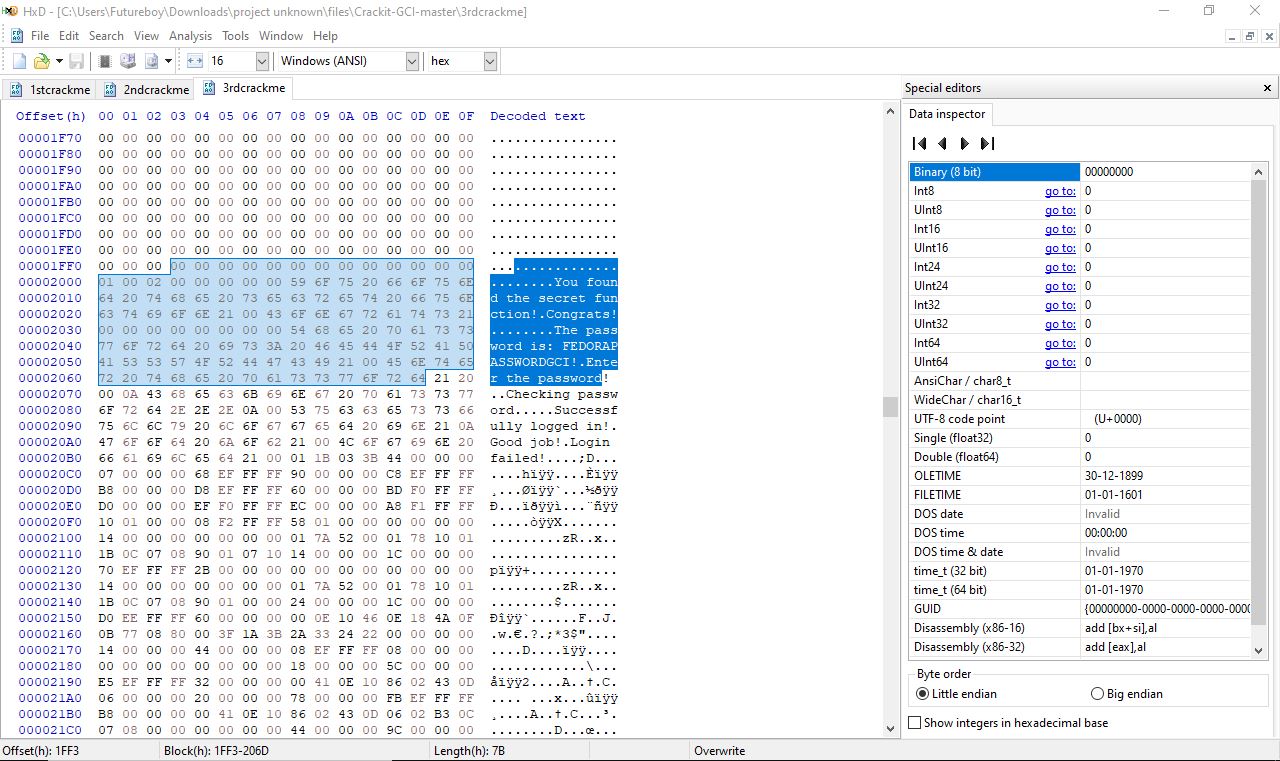 HxD - [C:\Users\Futureboy\Downloads\project unknown\files\Crackit-GCI-master\3rdcrackme]
File Edit Search View Analysis Tools Window Help
16 Windows (ANSI) hex
1stcrackme 2ndcrackme 3rdcrackme
Offset(h) 00 01 02 03 04 05 06 07 08 09 0A 0B 0C 0D 0E 0F Decoded text
00001F70 00 00 00 00 00 00 00 00 00 00 00 00 00 00 00 00 ................
00001F80 00 00 00 00 00 00 00 00 00 00 00 00 00 00 00 00 ................
00001F90 00 00 00 00 00 00 00 00 00 00 00 00 00 00 00 00 ................
00001FA0 00 00 00 00 00 00 00 00 00 00 00 00 00 00 00 00 ................
00001FB0 00 00 00 00 00 00 00 00 00 00 00 00 00 00 00 00 ................
00001FC0 00 00 00 00 00 00 00 00 00 00 00 00 00 00 00 00 ................
00001FD0 00 00 00 00 00 00 00 00 00 00 00 00 00 00 00 00 ................
00001FE0 00 00 00 00 00 00 00 00 00 00 00 00 00 00 00 00 ................
00001FF0 00 00 00 00 00 00 00 00 00 00 00 00 00 00 00 00 ................
00002000 01 00 02 00 00 00 00 00 59 6F 75 20 66 6F 75 6E ........You foun
00002010 64 20 74 68 65 20 73 65 63 72 65 74 20 66 75 6E d the secret fun
00002020 63 74 69 6F 6E 21 00 43 6F 6E 67 72 61 74 73 21 ction!.Congrats!
00002030 00 00 00 00 00 00 00 00 54 68 65 20 70 61 73 73 ........The pass
00002040 77 6F 72 64 20 69 73 3A 20 46 45 44 4F 52 41 50 word is: FEDORAP
00002050 41 53 53 57 4F 52 44 47 43 49 21 00 45 6E 74 65 ASSWORDGCI!.Ente
00002060 72 20 74 68 65 20 70 61 73 73 77 6F 72 64 21 20 r the password!
00002070 00 0A 43 68 65 63 6B 69 6E 67 20 70 61 73 73 77 ..Checking passw
00002080 6F 72 64 2E 2E 2E 0A 00 53 75 63 63 65 73 73 66 ord.....Successf
00002090 75 6C 6C 79 20 6C 6F 67 67 65 64 20 69 6E 21 0A ully logged in!.
000020A0 47 6F 6F 64 20 6A 6F 62 21 00 4C 6F 67 69 6E 20 Good job!.Login
000020B0 66 61 69 6C 65 64 21 00 01 1B 03 3B 44 00 00 00 failed!....;D...
000020C0 07 00 00 00 68 EF FF FF 90 00 00 00 C8 EF FF FF ....hïÿÿ....Èïÿÿ
000020D0 B8 00 00 00 D8 EF FF FF 60 00 00 00 BD F0 FF FF ¸...Øïÿÿ`...½ðÿÿ
000020E0 D0 00 00 00 EF F0 FF FF EC 00 00 00 A8 F1 FF FF Ð...ïðÿÿì...¨ñÿÿ
000020F0 10 01 00 00 08 F2 FF FF 58 01 00 00 00 00 00 00 .....òÿÿX.......
00002100 14 00 00 00 00 00 00 00 01 7A 52 00 01 78 10 01 .........zR..x..
00002110 1B 0C 07 08 90 01 07 10 14 00 00 00 1C 00 00 00 ................
00002120 70 EF FF FF 2B 00 00 00 00 00 00 00 00 00 00 00 pïÿÿ+...........
00002130 14 00 00 00 00 00 00 00 01 7A 52 00 01 78 10 01 .........zR..x..
00002140 1B 0C 07 08 90 01 00 00 24 00 00 00 1C 00 00 00 ........$.......
00002150 D0 EE FF FF 60 00 00 00 00 0E 10 46 0E 18 4A 0F Ðîÿÿ`......F..J.
00002160 0B 77 08 80 00 3F 1A 3B 2A 33 24 22 00 00 00 00 .w.€.?.;*3$"....
00002170 14 00 00 00 44 00 00 00 08 EF FF FF 08 00 00 00 ....D....ïÿÿ....
00002180 00 00 00 00 00 00 00 00 18 00 00 00 5C 00 00 00 ............\...
00002190 E5 EF FF FF 32 00 00 00 00 41 0E 10 86 02 43 0D åïÿÿ2....A..†.C.
000021A0 06 00 00 00 20 00 00 00 78 00 00 00 FB EF FF FF .... ...x...ûïÿÿ
000021B0 B8 00 00 00 00 41 0E 10 86 02 43 0D 06 02 B3 0C ¸....A..†.C...³.
000021C0 07 08 00 00 00 00 00 00 44 00 00 00 9C 00 00 00 ........D...œ...
Special editors
Data inspector
Binary (8 bit) 00000000
Int8 go to: 0
UInt8 go to: 0
Int16 go to: 0
UInt16 go to: 0
Int24 go to: 0
UInt24 go to: 0
Int32 go to: 0
UInt32 go to: 0
Int64 go to: 0
UInt64 go to: 0
AnsiChar / char8_t
WideChar / char16_t
UTF-8 code point (U+0000)
Single (float32) 0
Double (float64) 0
OLETIME 30-12-1899
FILETIME 01-01-1601
DOS date Invalid
DOS time 00:00:00
DOS time & date Invalid
time_t (32 bit) 01-01-1970
time_t (64 bit) 01-01-1970
GUID {00000000-0000-0000-0000-000
Disassembly (x86-16) add [bx+si],al
Disassembly (x86-32) add [eax],al
Byte order
Little endian Big endian
Show integers in hexadecimal base
Offset(h): 1FF3 Block(h): 1FF3-206D Length(h): 7B Overwrite